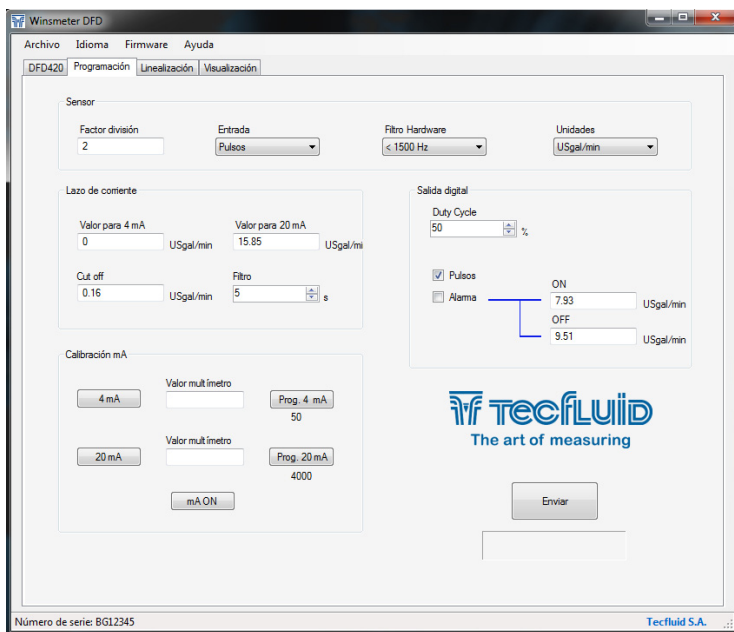 Winsmeter DFD
Archivo Idioma Firmware Ayuda
DFD420 Programación Linealización Visualización
Sensor
Factor división Entrada Filtro Hardware Unidades
2 Pulsos < 1500 Hz USgal/min
Lazo de corriente
Valor para 4 mA Valor para 20 mA
0 USgal/min 15.85 USgal/mi
Cut off Filtro
0.16 USgal/min 5 s
Salida digital
Duty Cycle
50 %
Pulsos
Alarma
ON
7.93 USgal/min
OFF
9.51 USgal/min
Calibración mA
Valor multímetro
4 mA Prog. 4 mA
50
Valor multímetro
20 mA Prog. 20 mA
4000
mA ON
Tecfluid
The art of measuring
Enviar
Número de serie: BG12345 Tecfluid S.A.